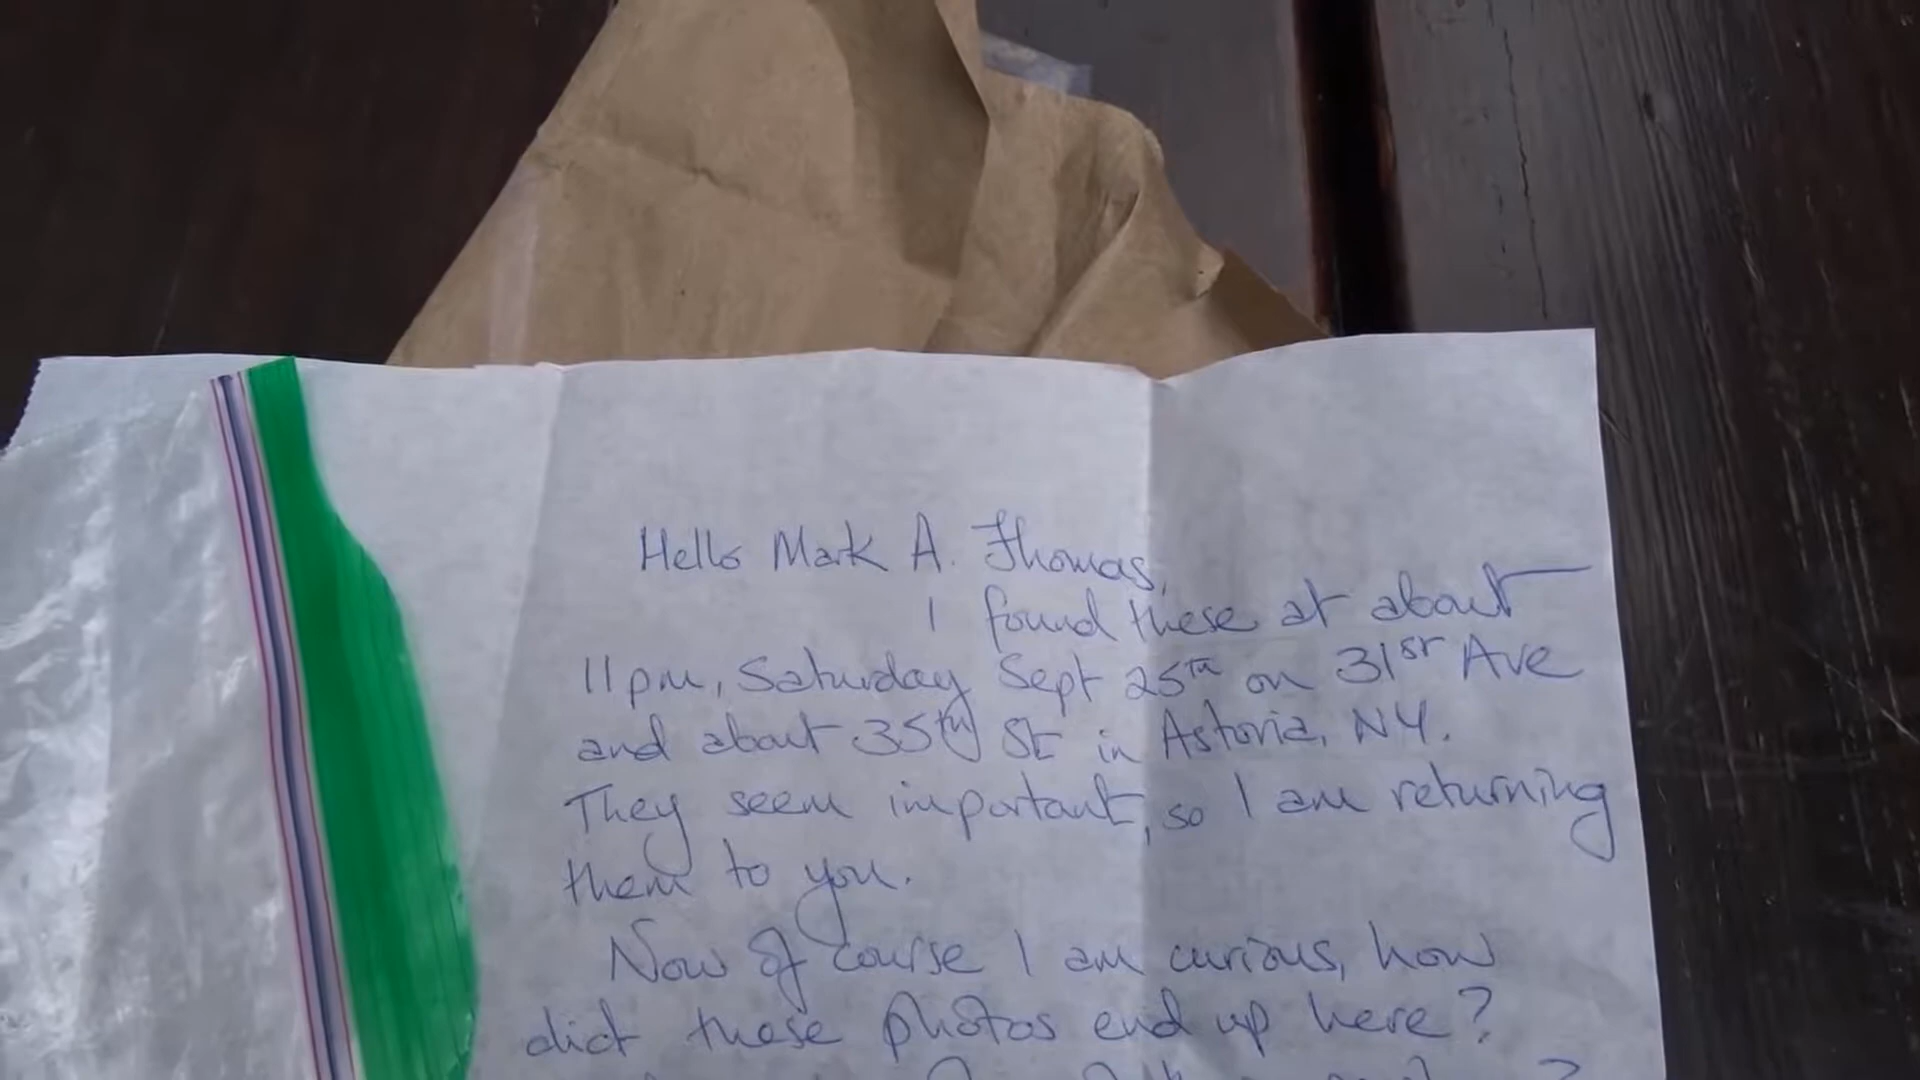 Hello Mark A. Thomas,
I found these at about
11pm, Saturday Sept 25th on 31st Ave
and about 35th St in Astoria, NY.
They seem important, so I am returning
them to you.
Now of course I am curious, how
did these photos end up here?